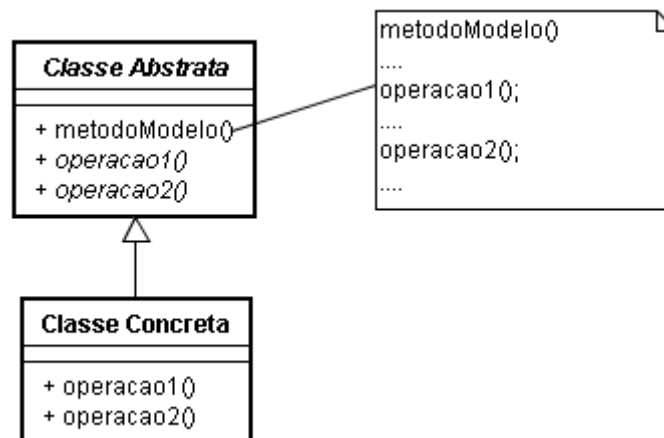 Classe Abstrata
+ metodoModelo()
+ operacao1()
+ operacao2()
metodoModelo()
....
operacao1();
....
operacao2();
....
Classe Concreta
+ operacao1()
+ operacao2()